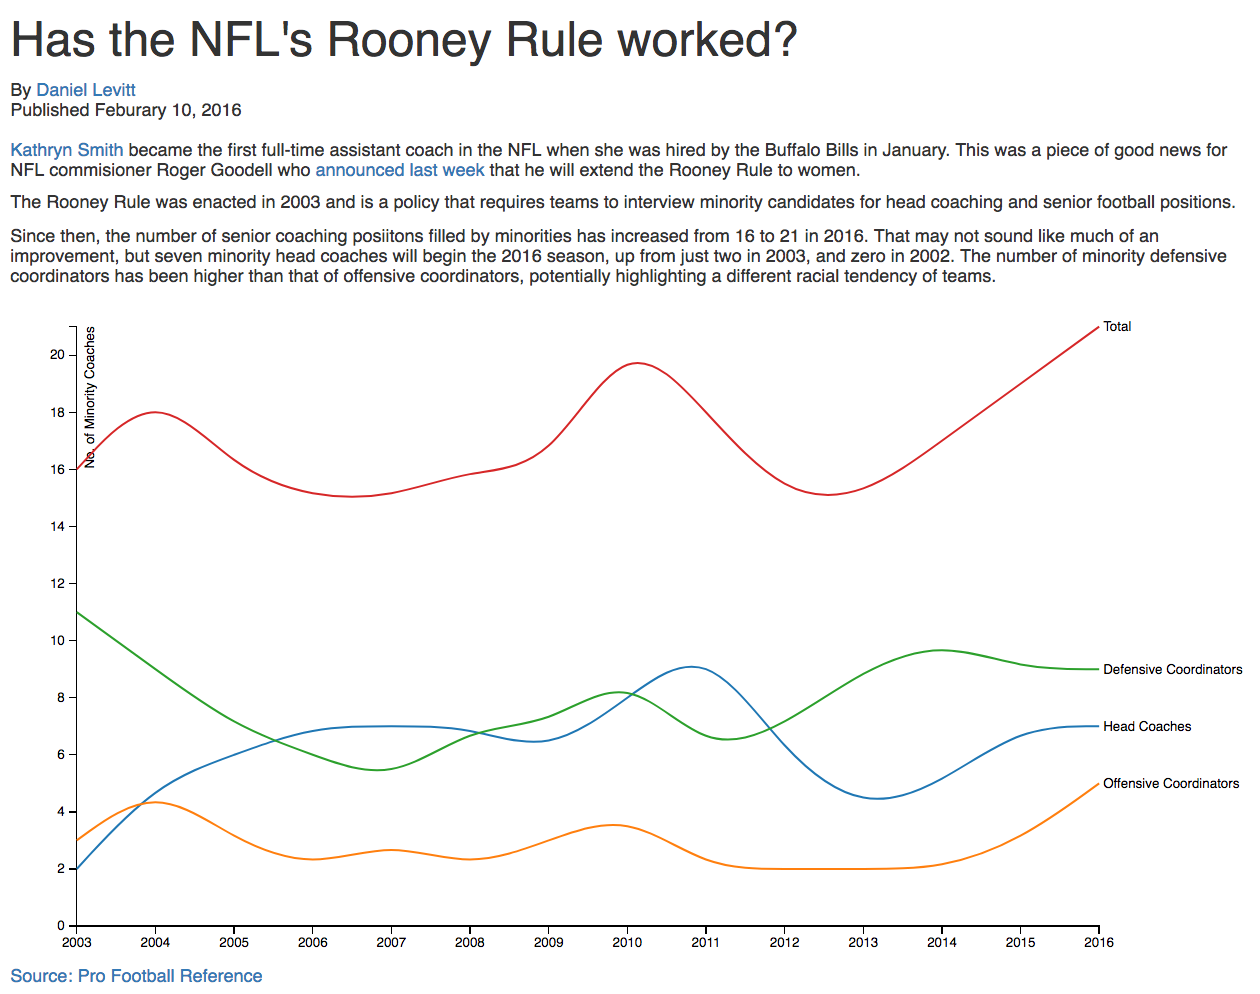 Has the NFL's Rooney Rule worked?
By Daniel Levitt
Published Feburary 10, 2016
Kathryn Smith became the first full-time assistant coach in the NFL when she was hired by the Buffalo Bills in January. This was a piece of good news for
NFL commisioner Roger Goodell who announced last week that he will extend the Rooney Rule to women.
The Rooney Rule was enacted in 2003 and is a policy that requires teams to interview minority candidates for head coaching and senior football positions.
Since then, the number of senior coaching posiitons filled by minorities has increased from 16 to 21 in 2016. That may not sound like much of an
improvement, but seven minority head coaches will begin the 2016 season, up from just two in 2003, and zero in 2002. The number of minority defensive
coordinators has been higher than that of offensive coordinators, potentially highlighting a different racial tendency of teams.
No. of Minority Coaches
Total
20
18
16
14
12
10
Defensive Coordinators
8
Head Coaches
6
Offensive Coordinators
4
2
0
2003 2004 2005 2006 2007 2008 2009 2010 2011 2012 2013 2014 2015 2016
Source: Pro Football Reference